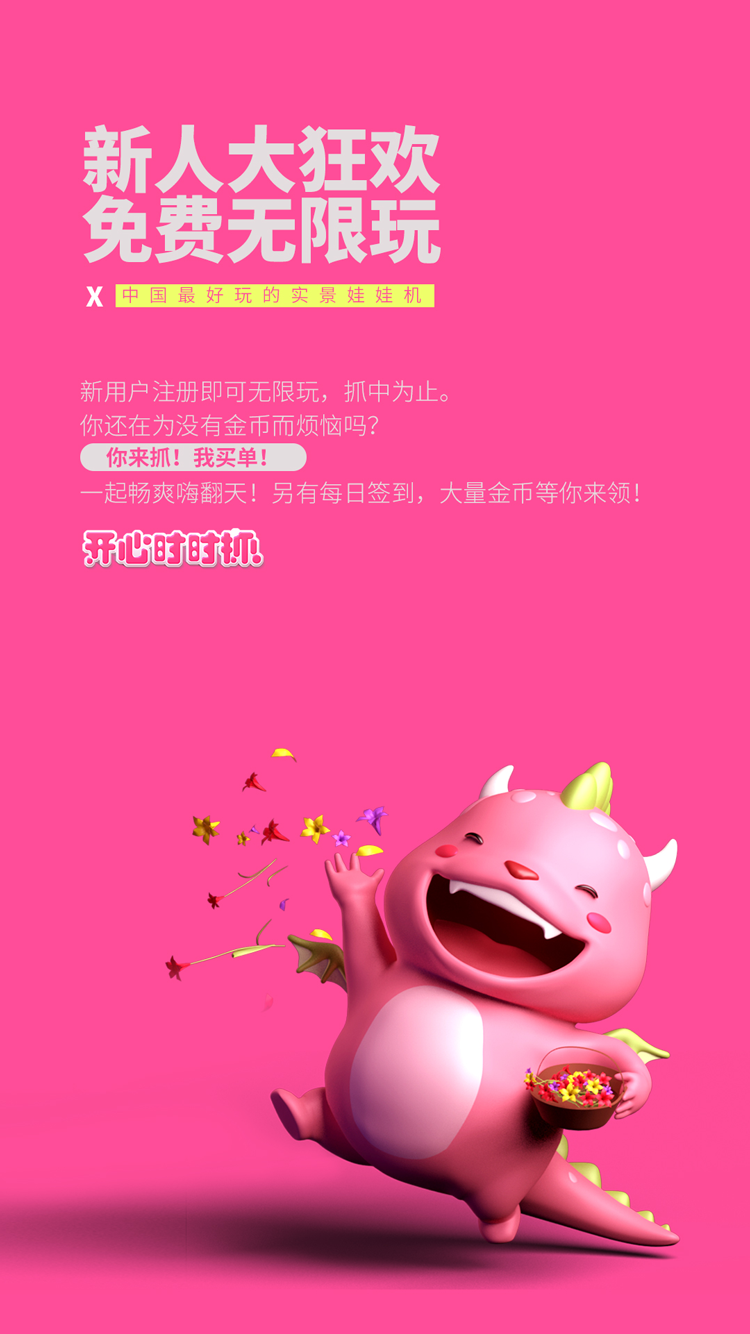 新人大狂欢
免费无限玩
X 中国最好玩的实景娃娃机
新用户注册即可无限玩，抓中为止。
你还在为没有金币而烦恼吗？
你来抓！我买单！
一起畅爽嗨翻天！另有每日签到，大量金币等你来领！
开心时时抓